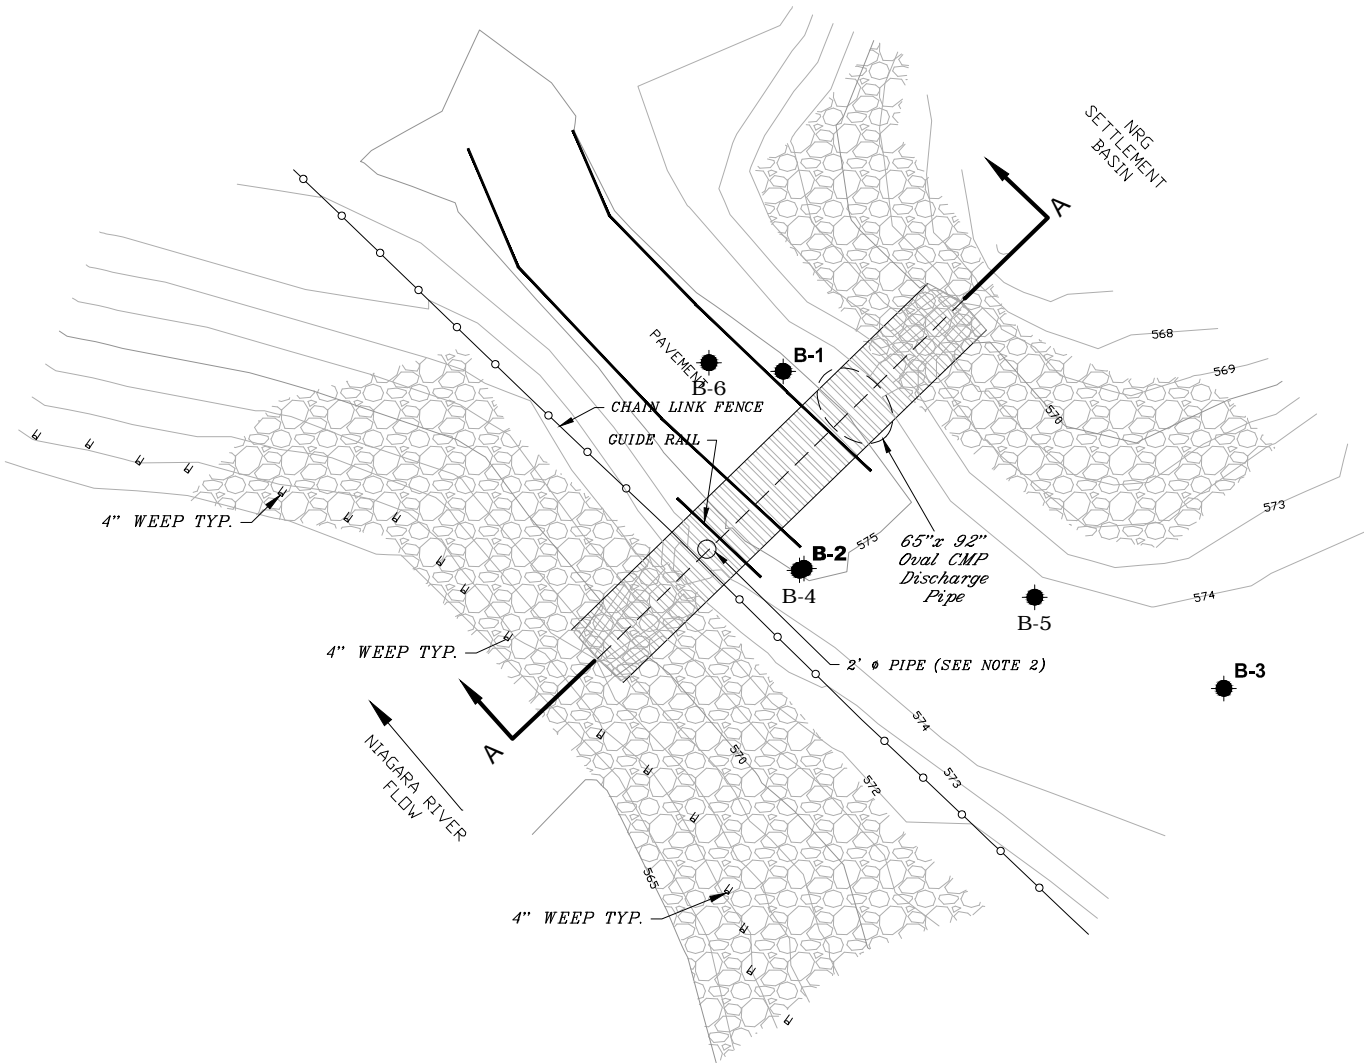 NRG
SETTLEMENT
BASIN
A
568
569
570
573
574
PAVEMENT
B-1
B-6
CHAIN LINK FENCE
GUIDE RAIL
4" WEEP TYP.
575
65"x 92"
Oval CMP
Discharge
Pipe
B-2
B-4
B-5
B-3
4" WEEP TYP.
2' ø PIPE (SEE NOTE 2)
A
NIAGARA RIVER
FLOW
574
573
572
570
565
4" WEEP TYP.